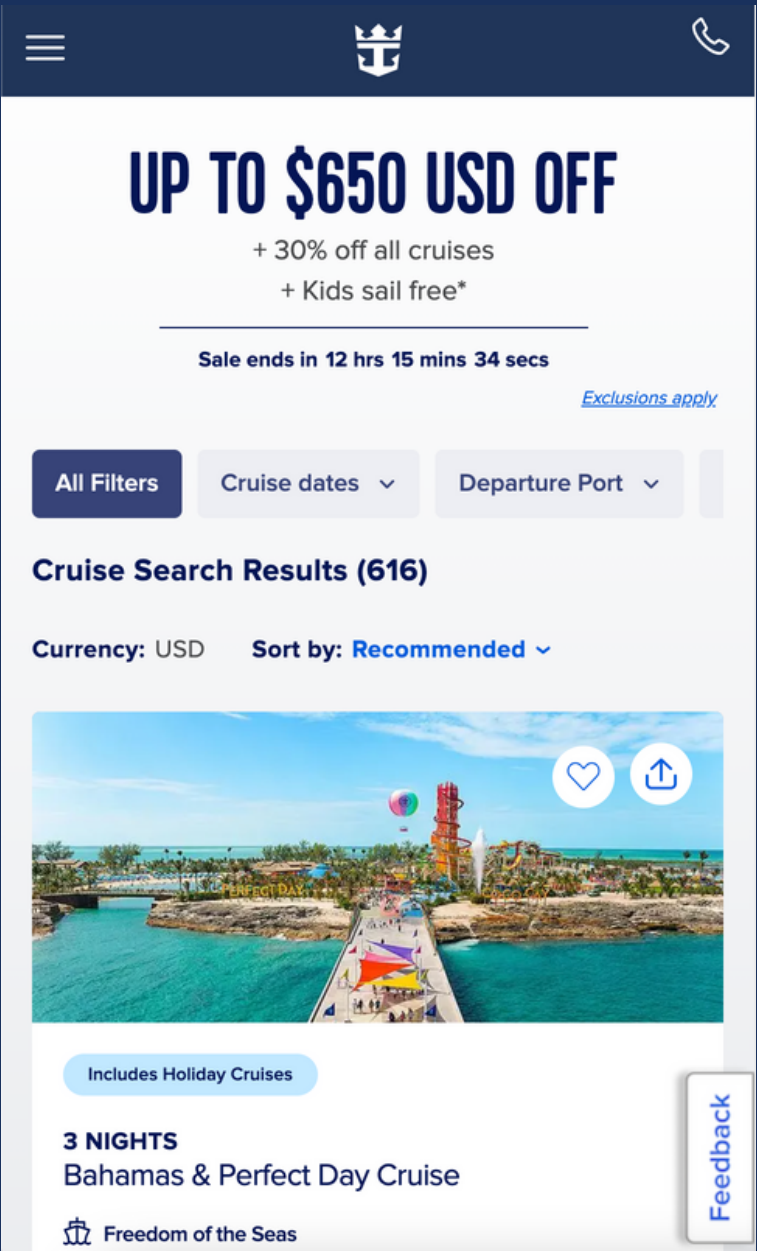 UP TO $650 USD OFF
+ 30% off all cruises
+ Kids sail free*
Sale ends in 12 hrs 15 mins 34 secs
Exclusions apply
All Filters
Cruise dates
Departure Port
Cruise Search Results (616)
Currency: USD
Sort by: Recommended
PERFECT DAY
Includes Holiday Cruises
3 NIGHTS
Bahamas & Perfect Day Cruise
Freedom of the Seas
Feedback